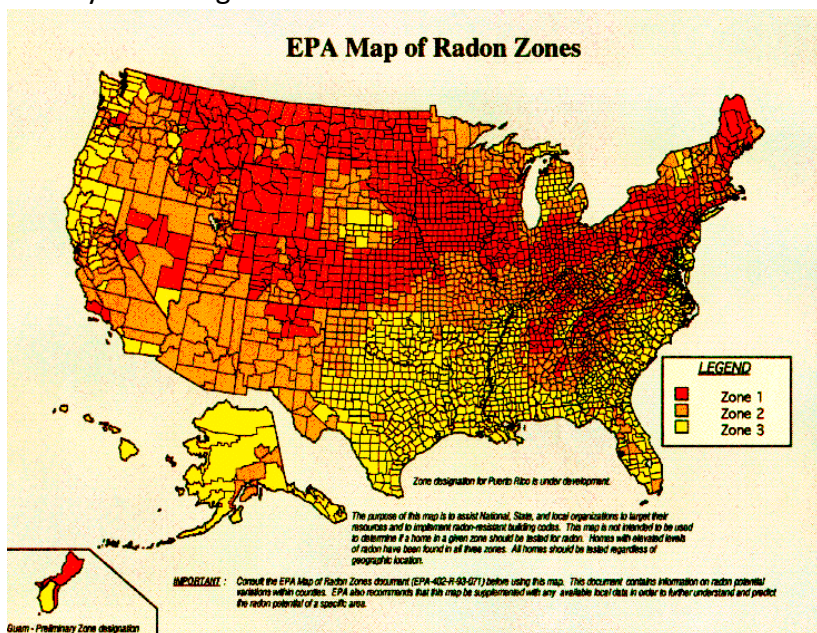 EPA Map of Radon Zones
LEGEND
Zone 1
Zone 2
Zone 3
Zone designation for Puerto Rico is under development.
The purpose of this map is to assist National, State, and local organizations to target their
resources and to implement radon-resistant building codes. This map is not intended to be used
to determine if a home in a given zone should be tested for radon. Homes with elevated levels
of radon have been found in all three zones. All homes should be tested regardless of
geographic location.
IMPORTANT : Consult the EPA Map of Radon Zones document (EPA-402-R-93-071) before using this map. This document contains information on radon potential
variations within counties. EPA also recommends that this map be supplemented with any available local data in order to further understand and predict
the radon potential of a specific area.
Guam - Preliminary Zone designation